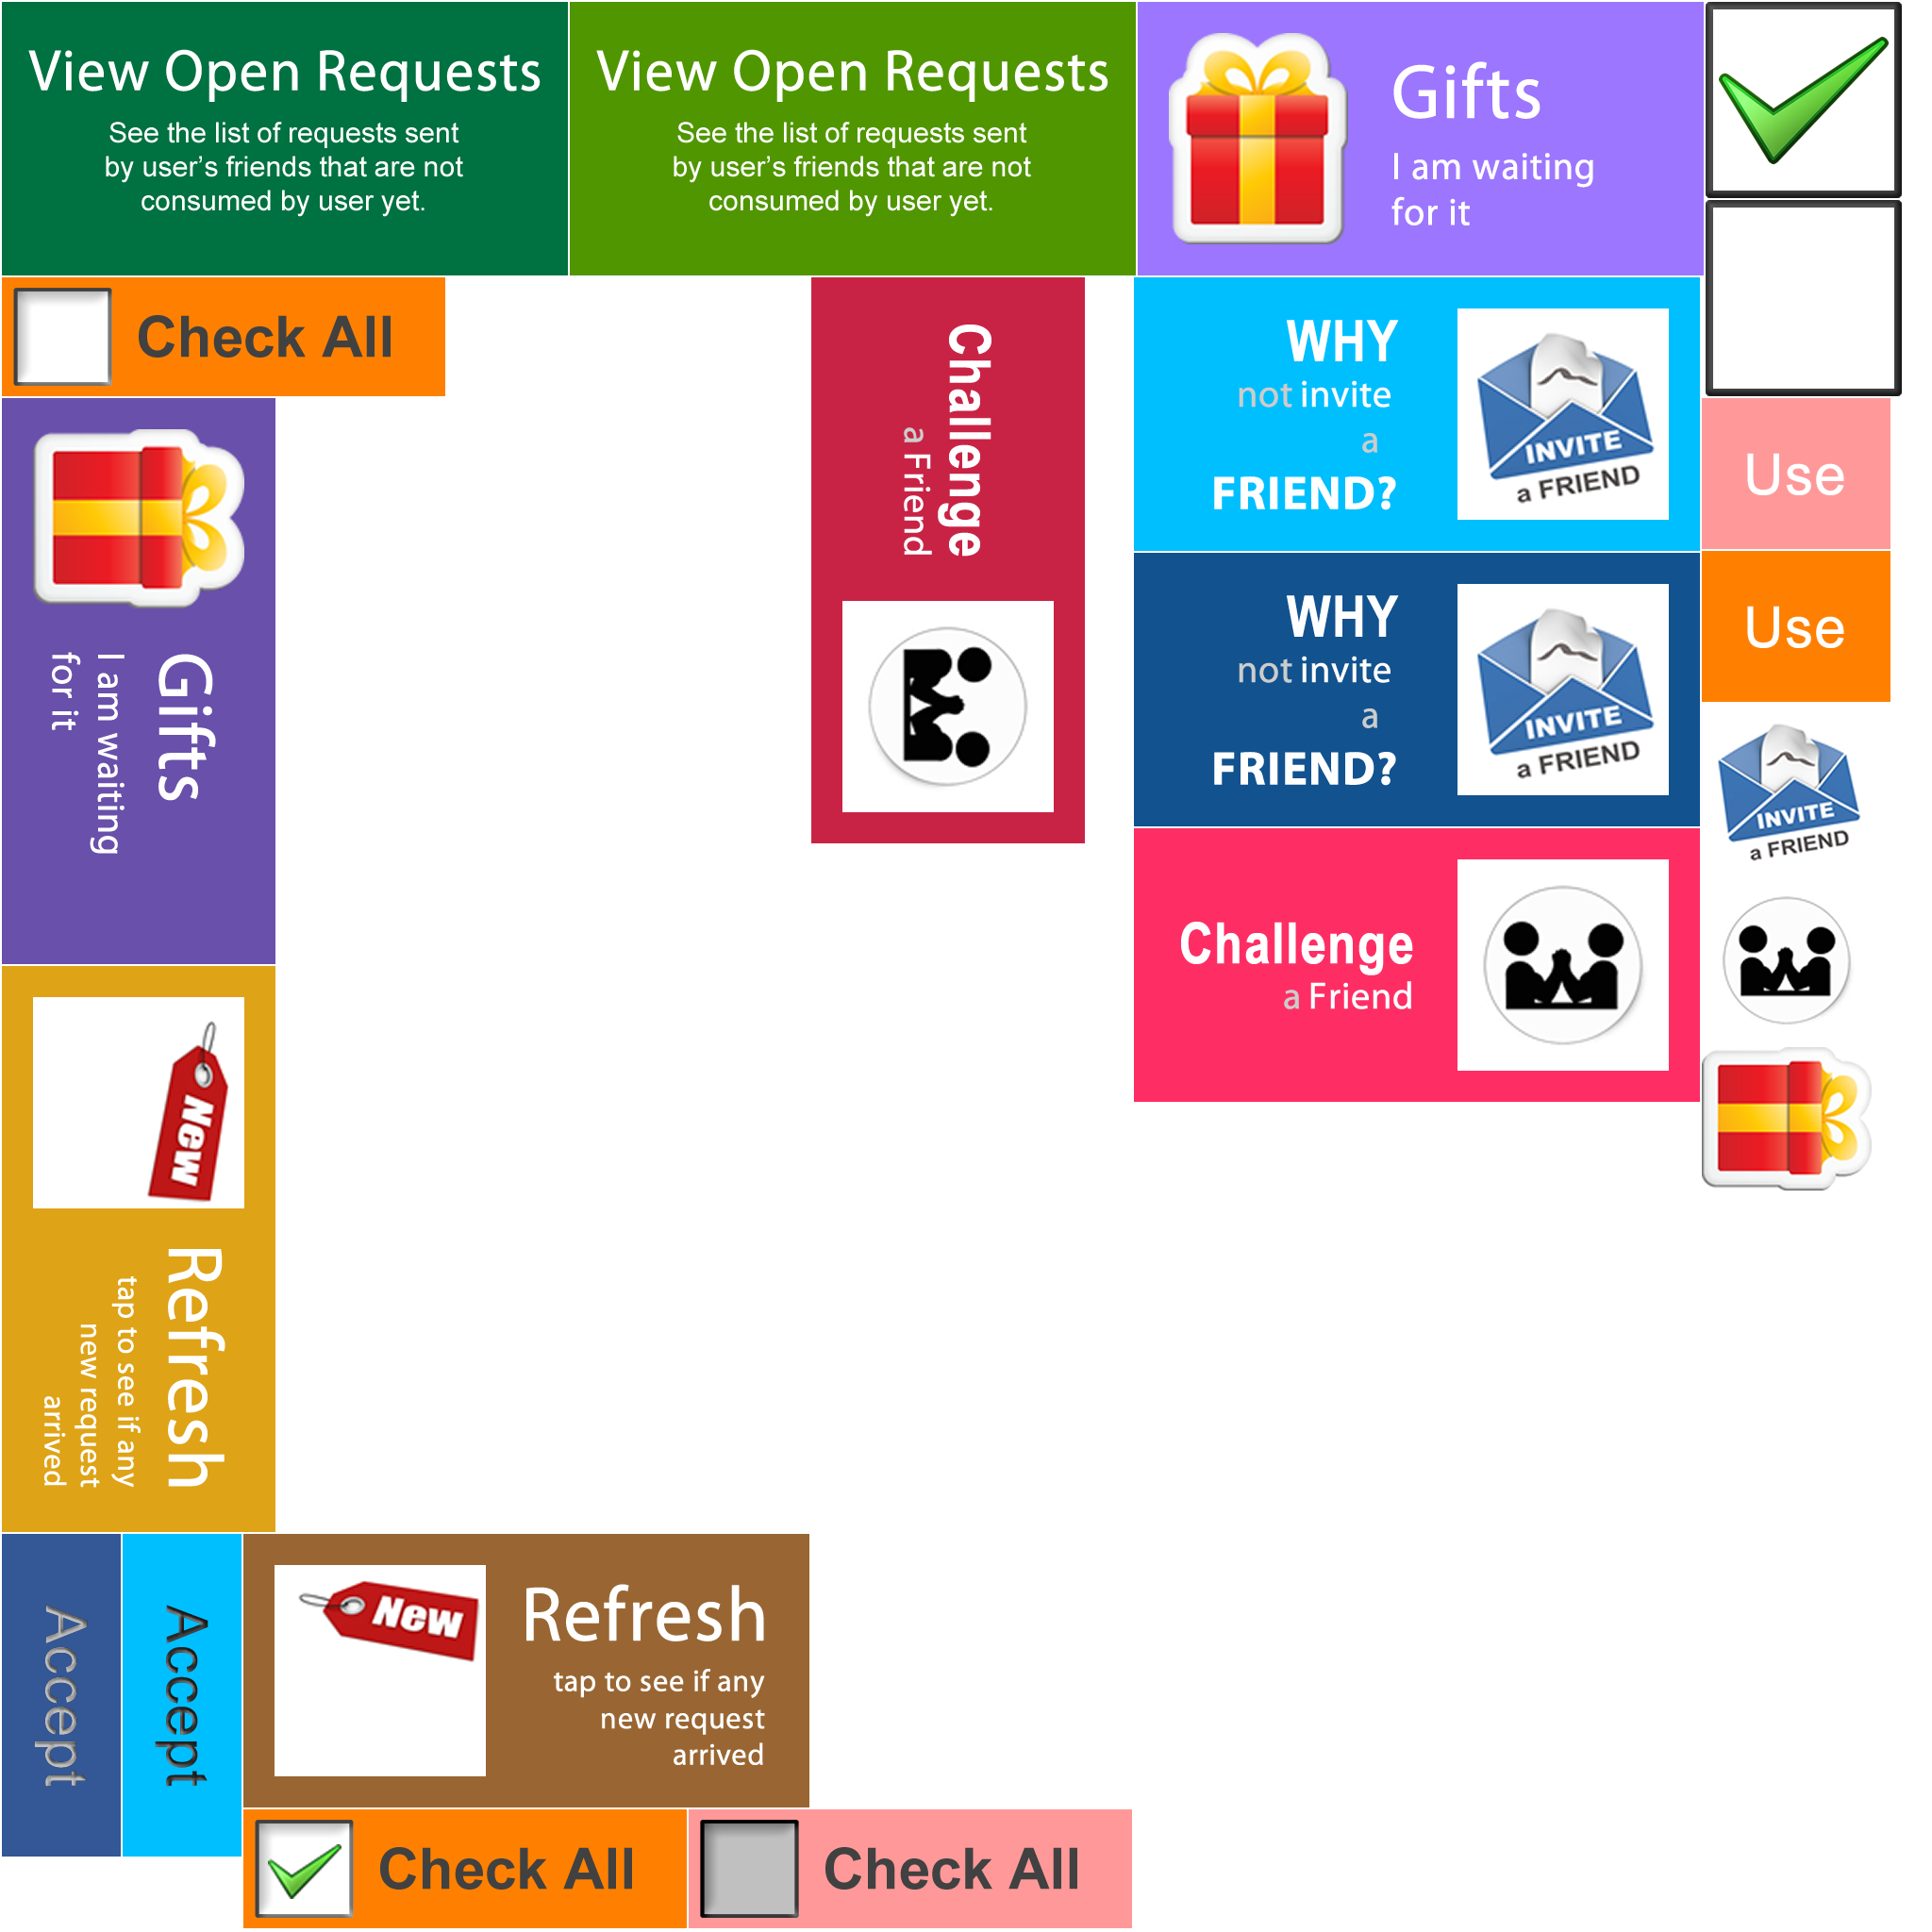 View Open Requests
See the list of requests sent
by user’s friends that are not
consumed by user yet.
View Open Requests
See the list of requests sent
by user’s friends that are not
consumed by user yet.
Gifts
I am waiting
for it
Check All
Challenge
a Friend
WHY
not invite
a
FRIEND?
INVITE
a FRIEND
Use
Gifts
I am waiting
for it
WHY
not invite
a
FRIEND?
INVITE
a FRIEND
Use
INVITE
a FRIEND
Challenge
a Friend
New
Refresh
tap to see if any
new request
arrived
Accept
Accept
New
Refresh
tap to see if any
new request
arrived
Check All
Check All